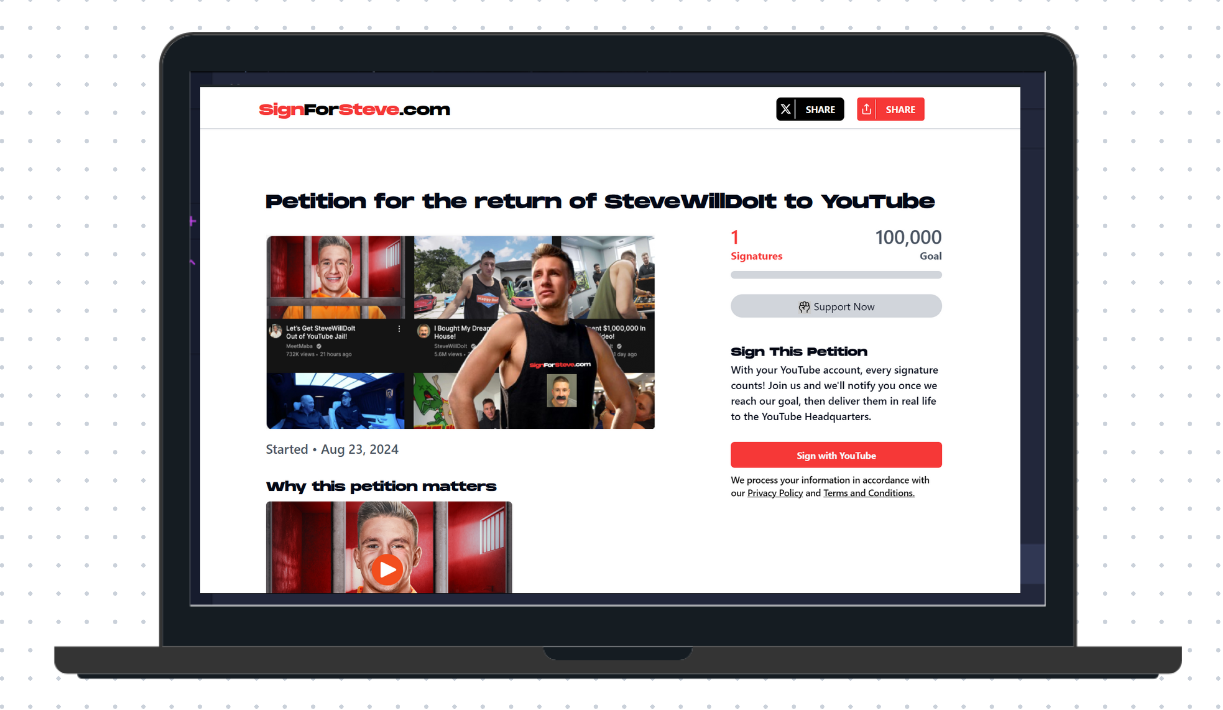 SignForSteve.com
SHARE
SHARE
Petition for the return of SteveWillDoIt to YouTube
1
100,000
Signatures
Goal
Support Now
Let's Get SteveWillDoIt
Out of YouTube Jail!
MeetMaba
732K views • 21 hours ago
I Bought My Dream
House!
SteveWillDoIt
5.6M views •
ent $1,000,000 In
deo!
day ago
SignForSteve.com
Sign This Petition
With your YouTube account, every signature
counts! Join us and we'll notify you once we
reach our goal, then deliver them in real life
to the YouTube Headquarters.
Started • Aug 23, 2024
Sign with YouTube
We process your information in accordance with
our Privacy Policy and Terms and Conditions.
Why this petition matters